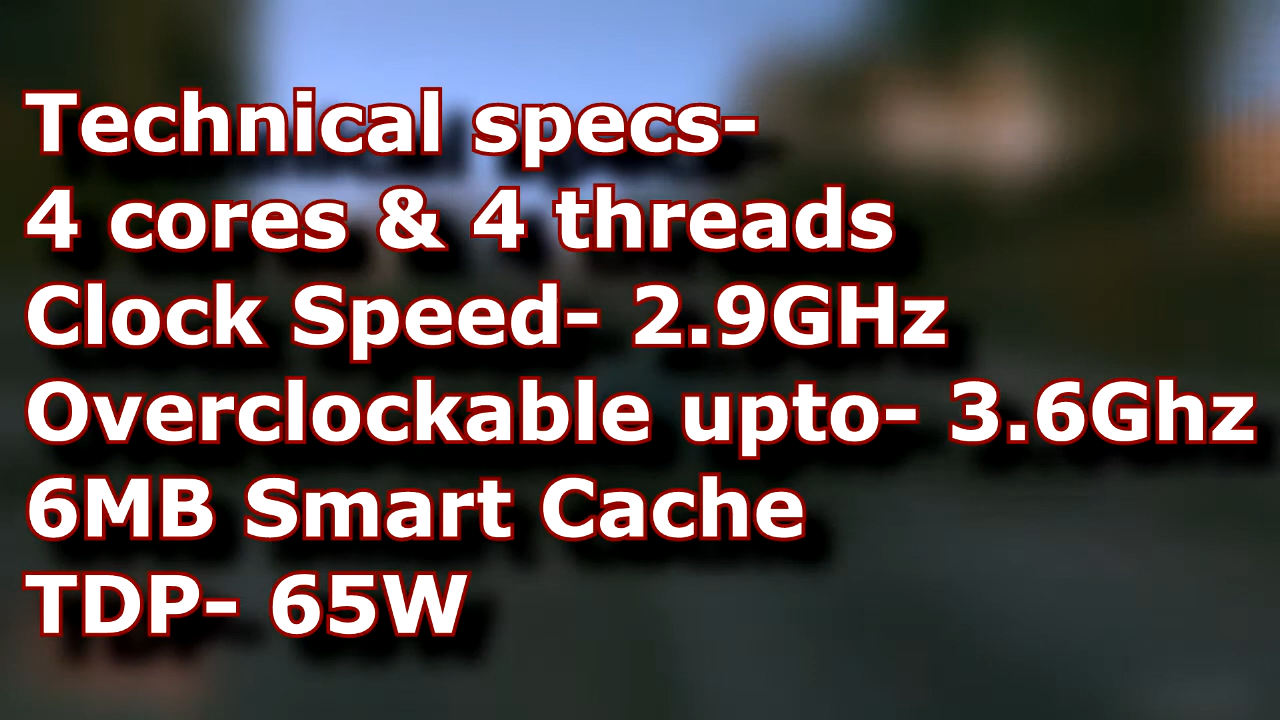 Technical specs-
4 cores & 4 threads
Clock Speed- 2.9GHz
Overclockable upto- 3.6Ghz
6MB Smart Cache
TDP- 65W